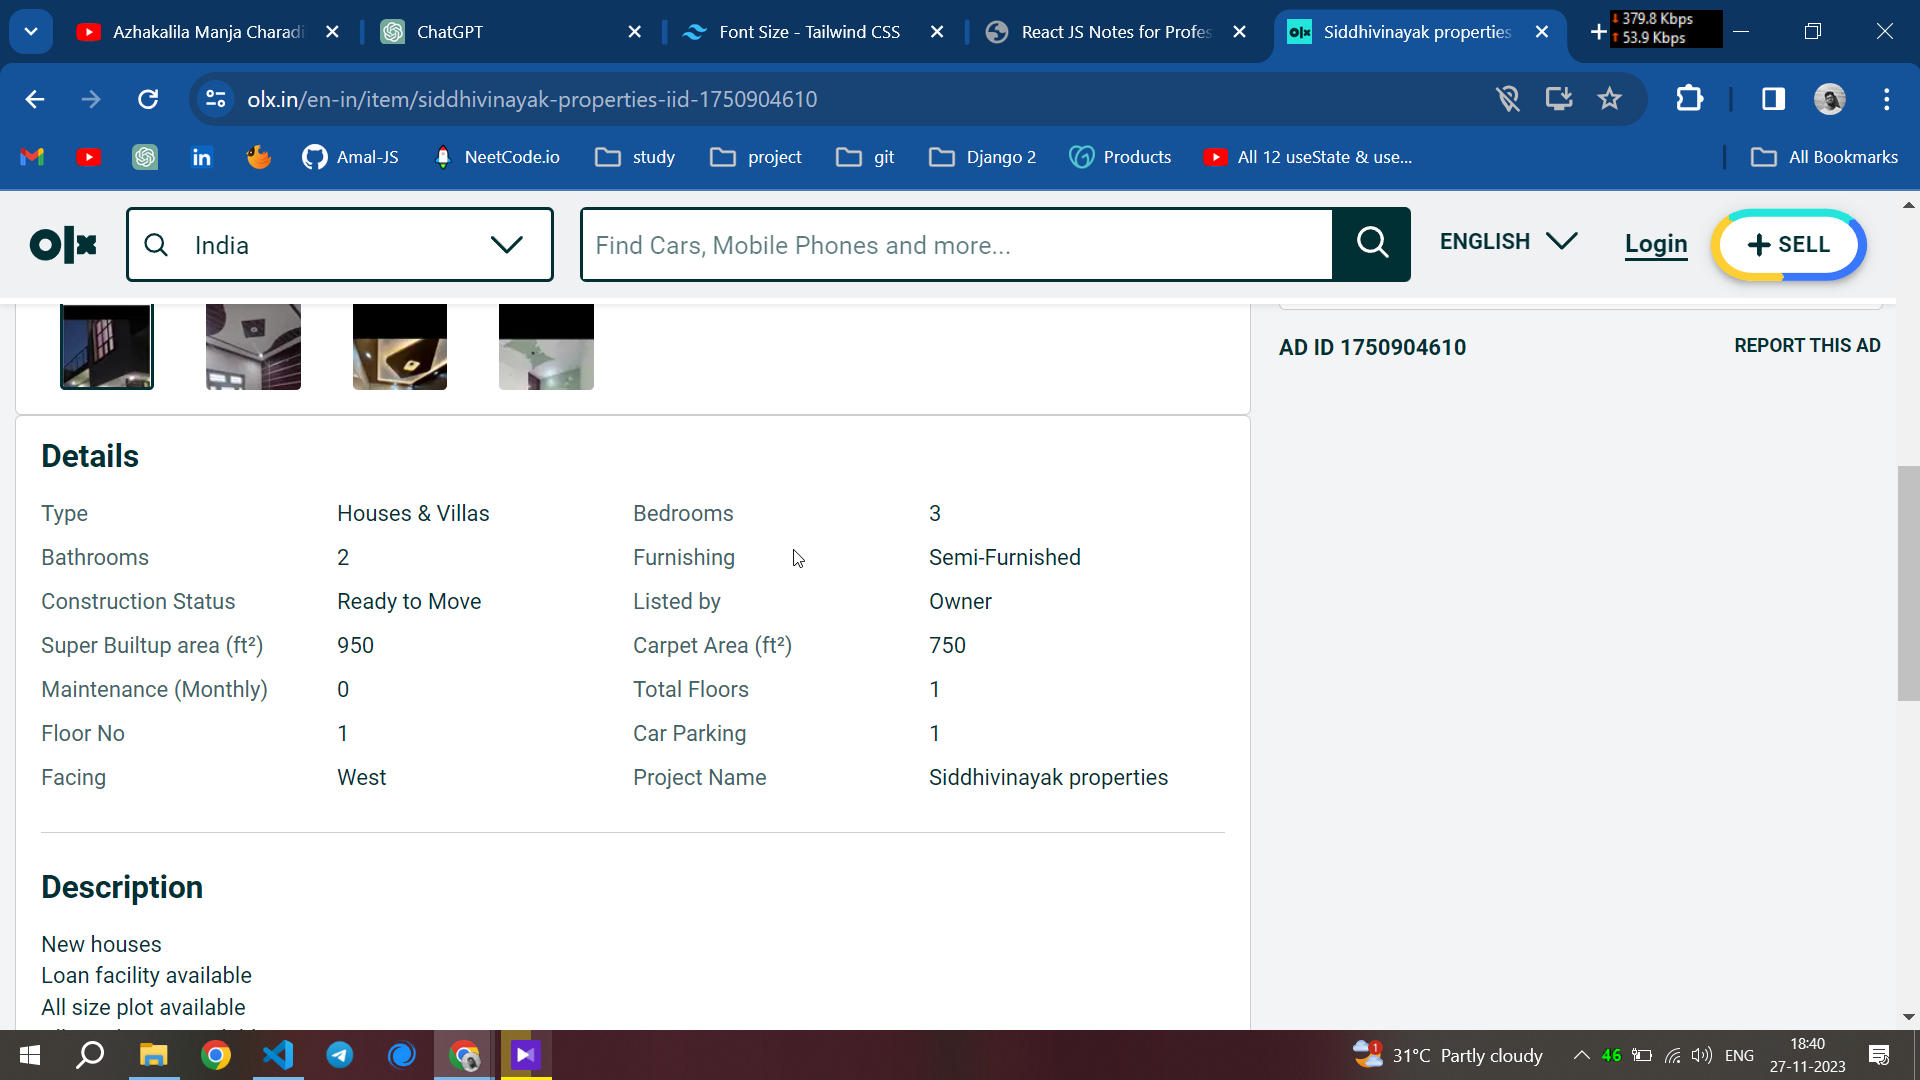 Azhakalila Manja Charadi
ChatGPT
Font Size - Tailwind CSS
React JS Notes for Profes
Siddhivinayak properties
379.8 Kbps
53.9 Kbps
olx.in/en-in/item/siddhivinayak-properties-iid-1750904610
Amal-JS
NeetCode.io
study
project
git
Django 2
Products
All 12 useState & use...
All Bookmarks
olx
India
Find Cars, Mobile Phones and more...
ENGLISH
Login
+ SELL
AD ID 1750904610
REPORT THIS AD
Details
Type Houses & Villas Bedrooms 3
Bathrooms 2 Furnishing Semi-Furnished
Construction Status Ready to Move Listed by Owner
Super Builtup area (ft²) 950 Carpet Area (ft²) 750
Maintenance (Monthly) 0 Total Floors 1
Floor No 1 Car Parking 1
Facing West Project Name Siddhivinayak properties
Description
New houses
Loan facility available
All size plot available
1
31°C Partly cloudy
46
ENG
18:40
27-11-2023